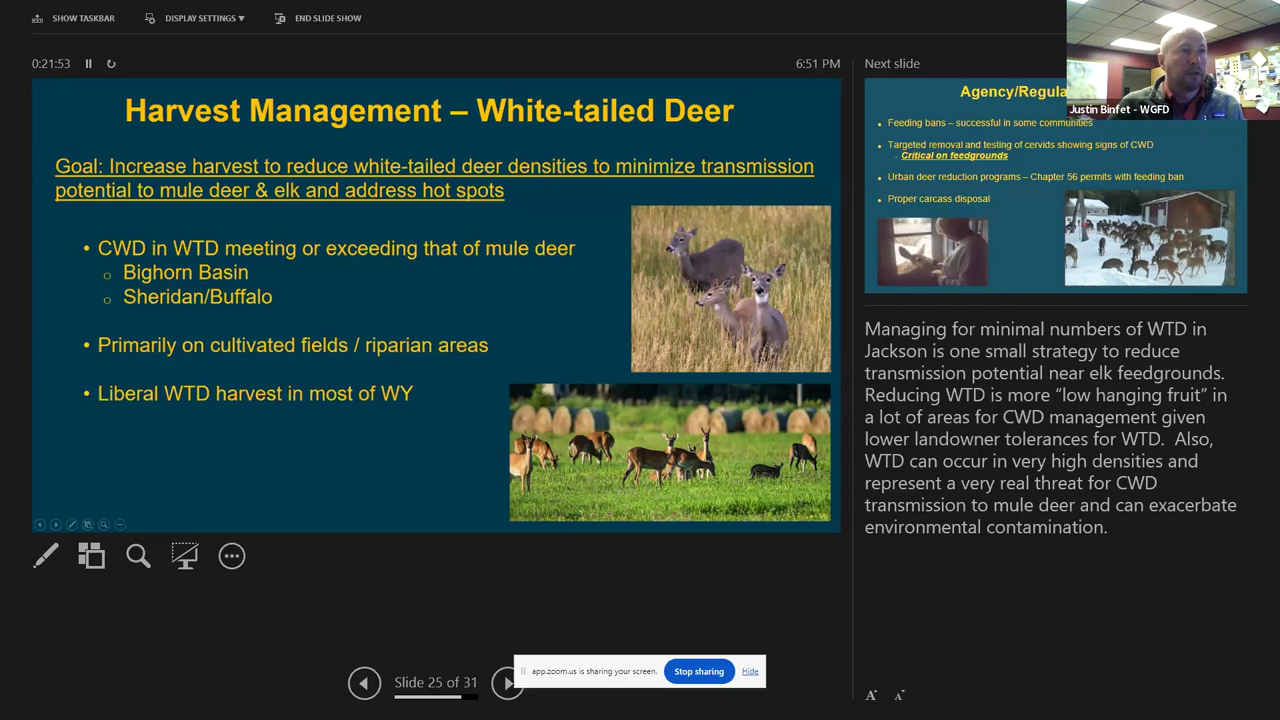 SHOW TASKBAR
DISPLAY SETTINGS ▼
END SLIDE SHOW
0:21:53
6:51 PM
Harvest Management – White-tailed Deer
Goal: Increase harvest to reduce white-tailed deer densities to minimize transmission
potential to mule deer & elk and address hot spots
• CWD in WTD meeting or exceeding that of mule deer
o Bighorn Basin
o Sheridan/Buffalo
• Primarily on cultivated fields / riparian areas
• Liberal WTD harvest in most of WY
Slide 25 of 31
app.zoom.us is sharing your screen.
Stop sharing
Hide
Next slide
Justin Binfet - WGFD
Agency/Regula
• Feeding bans – successful in some communities
• Targeted removal and testing of cervids showing signs of CWD
o Critical on feedgrounds
• Urban deer reduction programs – Chapter 56 permits with feeding ban
• Proper carcass disposal
Managing for minimal numbers of WTD in
Jackson is one small strategy to reduce
transmission potential near elk feedgrounds.
Reducing WTD is more “low hanging fruit” in
a lot of areas for CWD management given
lower landowner tolerances for WTD.  Also,
WTD can occur in very high densities and
represent a very real threat for CWD
transmission to mule deer and can exacerbate
environmental contamination.
A A